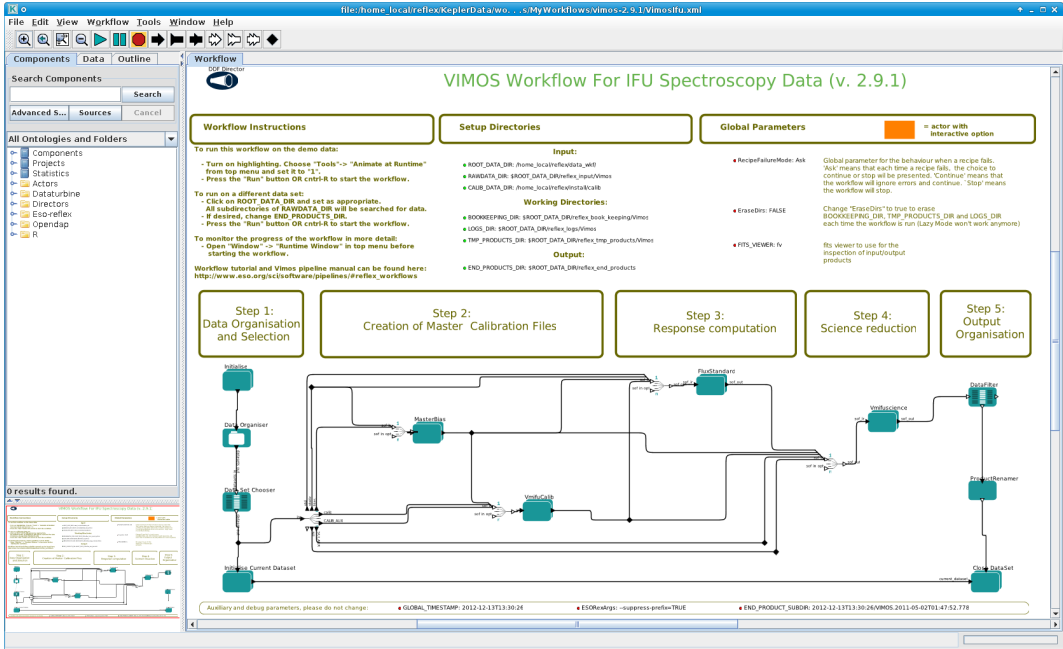 file:/home_local/reflex/KeplerData/wo. . .s/MyWorkflows/vimos-2.9.1/VimosIfu.xml
File Edit View Workflow Tools Window Help
Components Data Outline
Workflow
Search Components
Search
Advanced S... Sources Cancel
All Ontologies and Folders
Components
Projects
Statistics
Actors
Dataturbine
Directors
Eso-reflex
Opendap
R
0 results found.
DDF Director
VIMOS Workflow For IFU Spectroscopy Data (v. 2.9.1)
Workflow Instructions
To run this workflow on the demo data:
- Turn on highlighting. Choose "Tools"-> "Animate at Runtime"
from top menu and set it to "1".
- Press the "Run" button OR cntrl-R to start the workflow.
To run on a different data set:
- Click on ROOT_DATA_DIR and set as appropriate.
All subdirectories of RAWDATA_DIR will be searched for data.
- If desired, change END_PRODUCTS_DIR.
- Press the "Run" button OR cntrl-R to start the workflow.
To monitor the progress of the workflow in more detail:
- Open "Window" -> "Runtime Window" in top menu before
starting the workflow.
Workflow tutorial and Vimos pipeline manual can be found here:
http://www.eso.org/sci/software/pipelines/#reflex_workflows
Setup Directories
Input:
ROOT_DATA_DIR: /home_local/reflex/data_wkf/
RAWDATA_DIR: $ROOT_DATA_DIR/reflex_input/Vimos
CALIB_DATA_DIR: /home_local/reflex/install/calib
Working Directories:
BOOKKEEPING_DIR: $ROOT_DATA_DIR/reflex_book_keeping/Vimos
LOGS_DIR: $ROOT_DATA_DIR/reflex_logs/Vimos
TMP_PRODUCTS_DIR: $ROOT_DATA_DIR/reflex_tmp_products/Vimos
Output:
END_PRODUCTS_DIR: $ROOT_DATA_DIR/reflex_end_products
Global Parameters
= actor with
interactive option
RecipeFailureMode: Ask
Global parameter for the behaviour when a recipe fails.
'Ask' means that each time a recipe fails, the choice to
continue or stop wil be presented. 'Continue' means that
the workflow will ignore errors and continue. 'Stop' means
the workflow will stop.
EraseDirs: FALSE
Change "EraseDirs" to true to erase
BOOKKEEPING_DIR, TMP_PRODUCTS_DIR and LOGS_DIR
each time the workflow is run (Lazy Mode won't work anymore)
FITS_VIEWER: fv
fits viewer to use for the
inspection of input/output
products
Step 1:
Data Organisation
and Selection
Step 2:
Creation of Master Calibration Files
Step 3:
Response computation
Step 4:
Science reduction
Step 5:
Output
Organisation
Initialise
Data Organiser
Data Set Chooser
Initialise Current Dataset
MasterBias
VmifuCalib
FluxStandard
Vmifuscience
DataFilter
ProductRenamer
Close DataSet
current_dataset
Auxiliary and debug parameters, please do not change:
GLOBAL_TIMESTAMP: 2012-12-13T13:30:26
ESORexArgs: --suppress-prefix=TRUE
END_PRODUCT_SUBDIR: 2012-12-13T13:30:26/VIMOS.2011-05-02T01:47:52.778